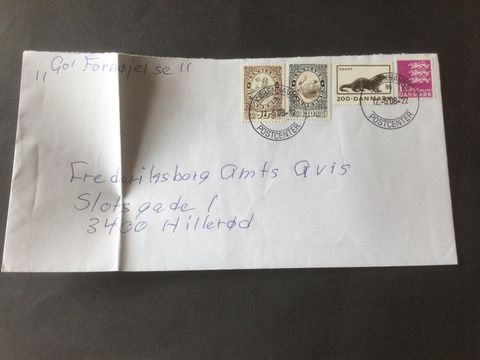 "Go' Fornøjelse"
200·DANMARK
DANMARK
POSTCENTER
POSTCENTER
Frederiksborg Amts Avis
Slotsgade 1
3400 Hillerød